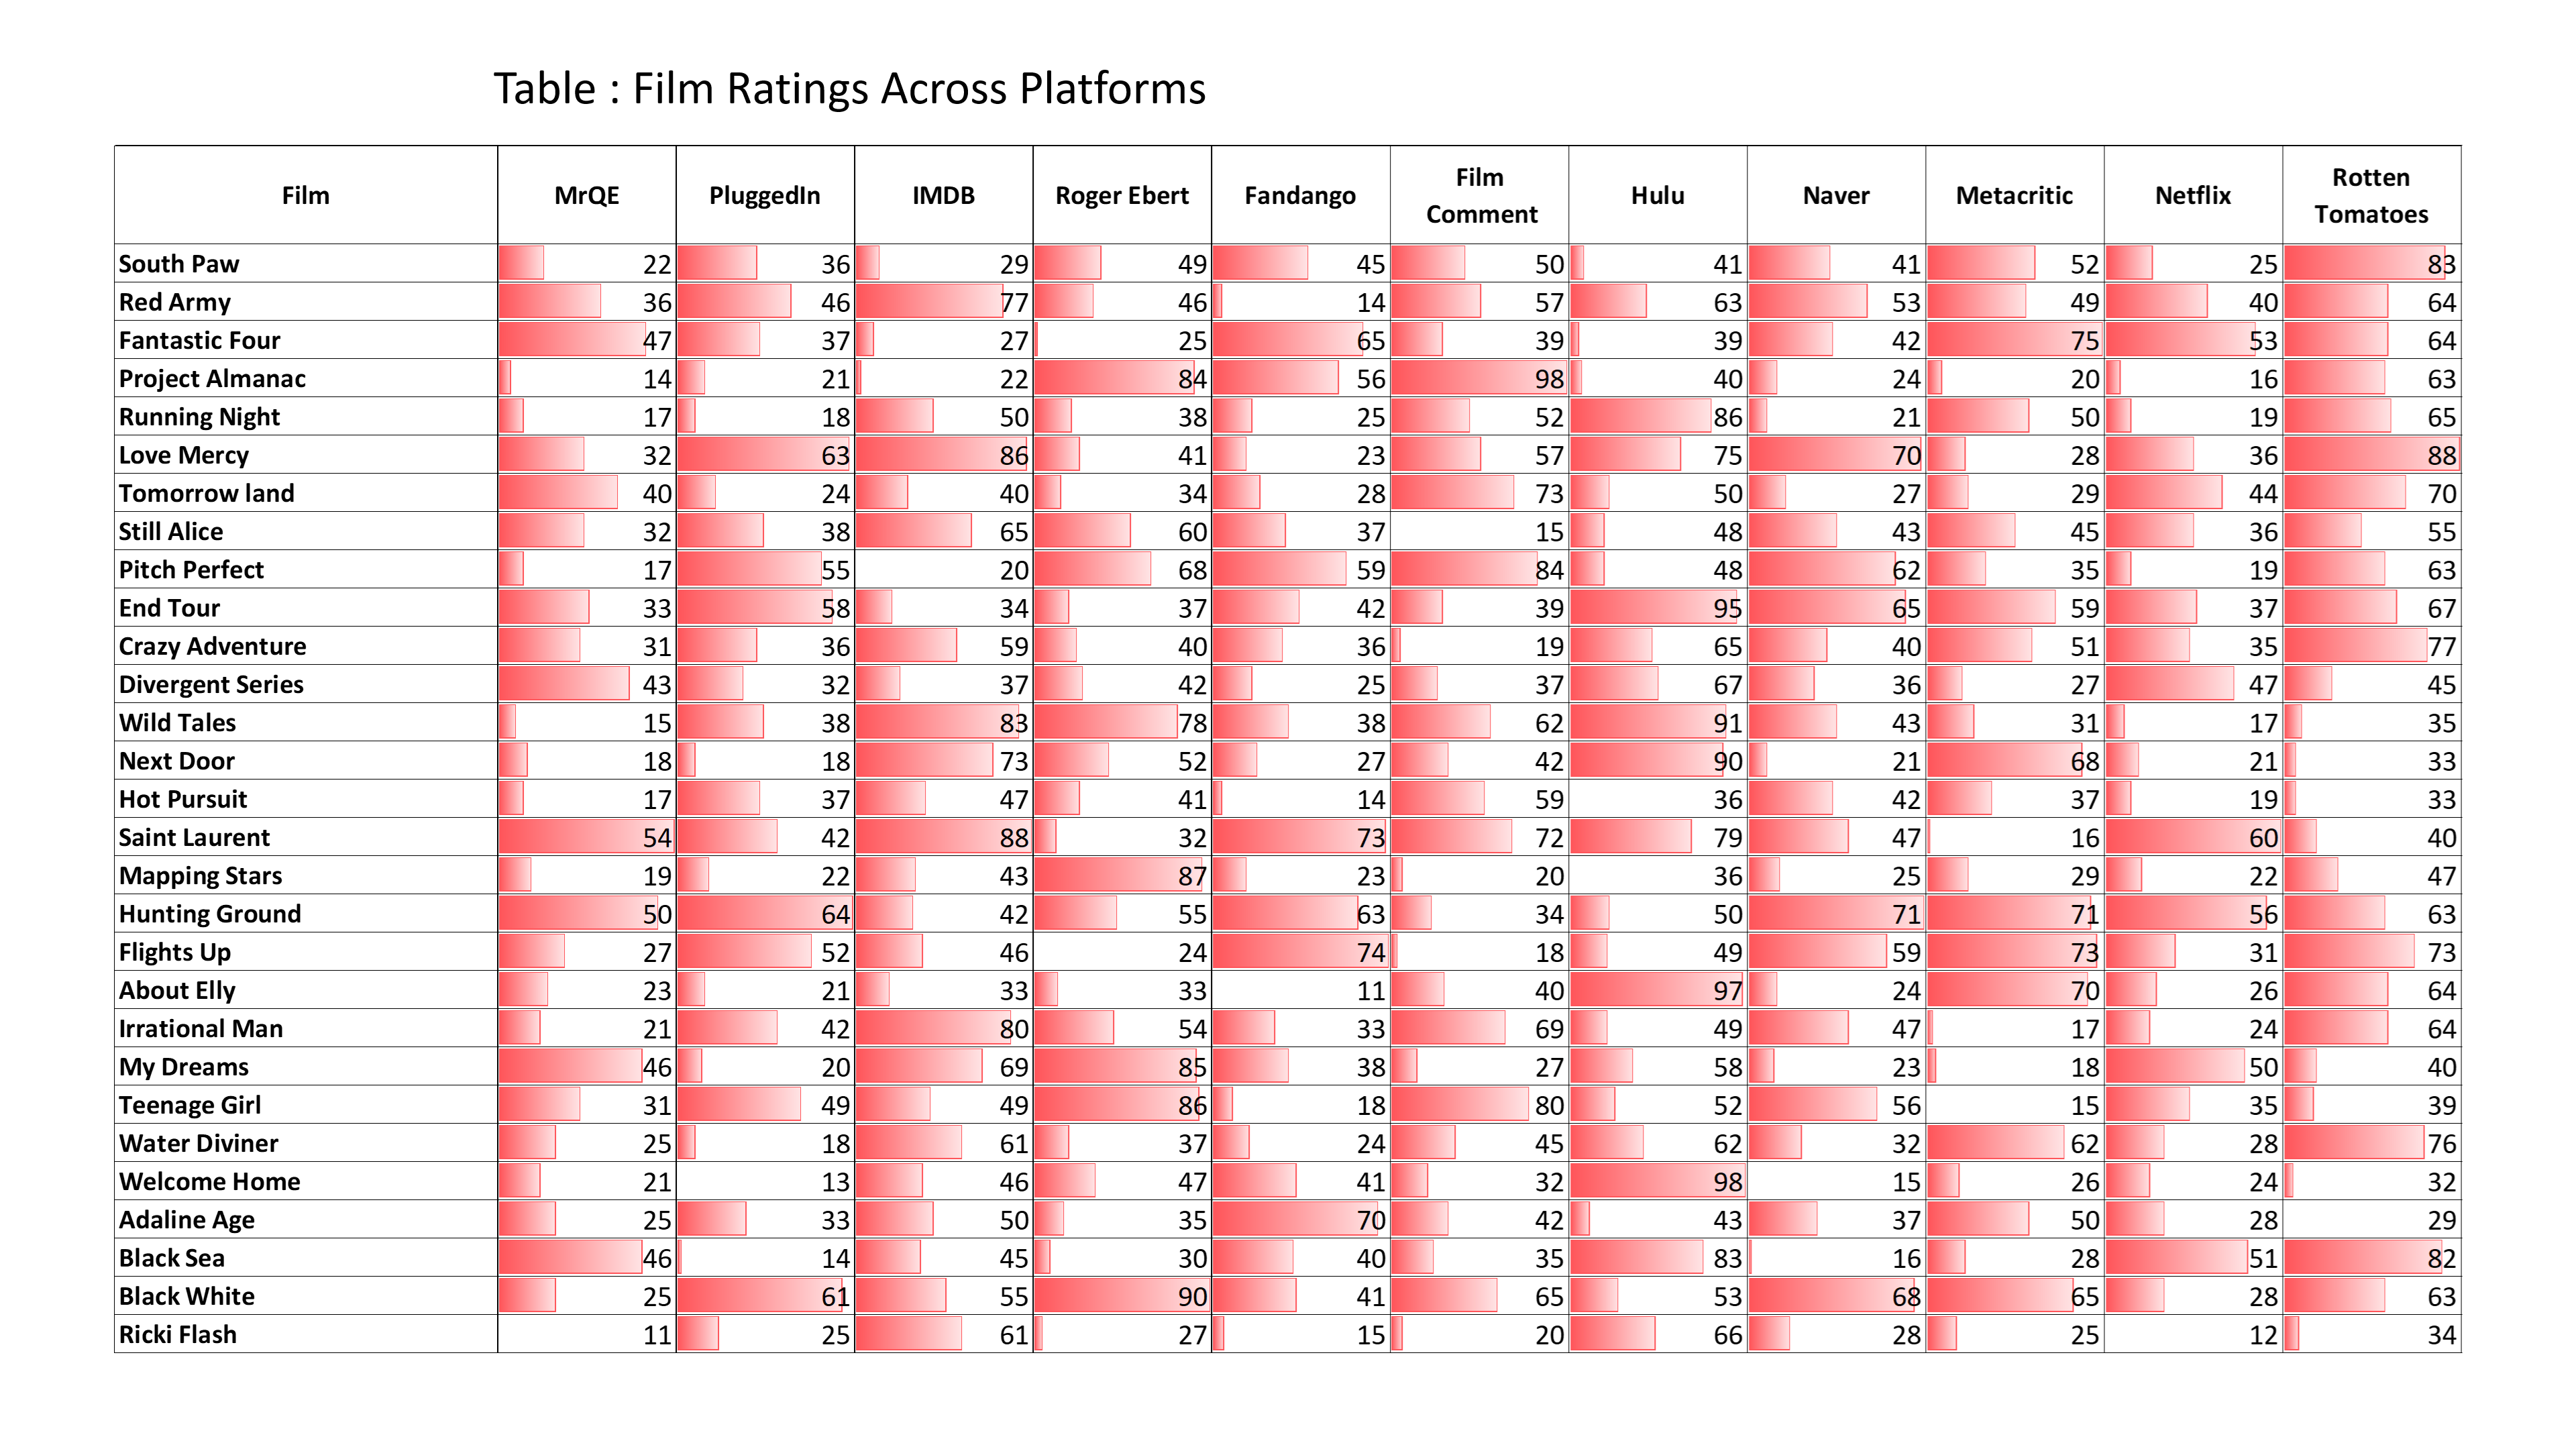 Table : Film Ratings Across Platforms
Film MrQE PluggedIn IMDB Roger Ebert Fandango Film Comment Hulu Naver Metacritic Netflix Rotten Tomatoes
South Paw 22 36 29 49 45 50 41 41 52 25 83
Red Army 36 46 77 46 14 57 63 53 49 40 64
Fantastic Four 47 37 27 25 65 39 39 42 75 53 64
Project Almanac 14 21 22 84 56 98 40 24 20 16 63
Running Night 17 18 50 38 25 52 86 21 50 19 65
Love Mercy 32 63 86 41 23 57 75 70 28 36 88
Tomorrow land 40 24 40 34 28 73 50 27 29 44 70
Still Alice 32 38 65 60 37 15 48 43 45 36 55
Pitch Perfect 17 55 20 68 59 84 48 62 35 19 63
End Tour 33 58 34 37 42 39 95 65 59 37 67
Crazy Adventure 31 36 59 40 36 19 65 40 51 35 77
Divergent Series 43 32 37 42 25 37 67 36 27 47 45
Wild Tales 15 38 83 78 38 62 91 43 31 17 35
Next Door 18 18 73 52 27 42 90 21 68 21 33
Hot Pursuit 17 37 47 41 14 59 36 42 37 19 33
Saint Laurent 54 42 88 32 73 72 79 47 16 60 40
Mapping Stars 19 22 43 87 23 20 36 25 29 22 47
Hunting Ground 50 64 42 55 63 34 50 71 71 56 63
Flights Up 27 52 46 24 74 18 49 59 73 31 73
About Elly 23 21 33 33 11 40 97 24 70 26 64
Irrational Man 21 42 80 54 33 69 49 47 17 24 64
My Dreams 46 20 69 85 38 27 58 23 18 50 40
Teenage Girl 31 49 49 86 18 80 52 56 15 35 39
Water Diviner 25 18 61 37 24 45 62 32 62 28 76
Welcome Home 21 13 46 47 41 32 98 15 26 24 32
Adaline Age 25 33 50 35 70 42 43 37 50 28 29
Black Sea 46 14 45 30 40 35 83 16 28 51 82
Black White 25 61 55 90 41 65 53 68 65 28 63
Ricki Flash 11 25 61 27 15 20 66 28 25 12 34